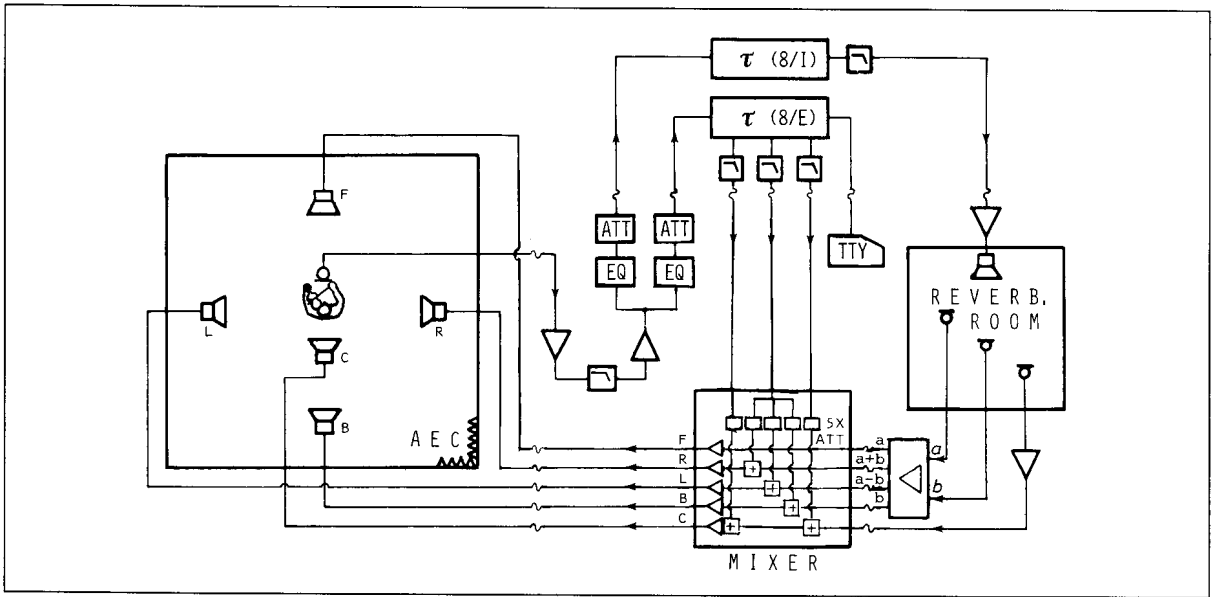 τ (8/I)
τ (8/E)
F
ATT
ATT
TTY
EQ
EQ
REVERB.
ROOM
L
R
C
B
AEC
5X
ATT
F
R
L
B
C
a
a+b
a-b
b
a
b
MIXER